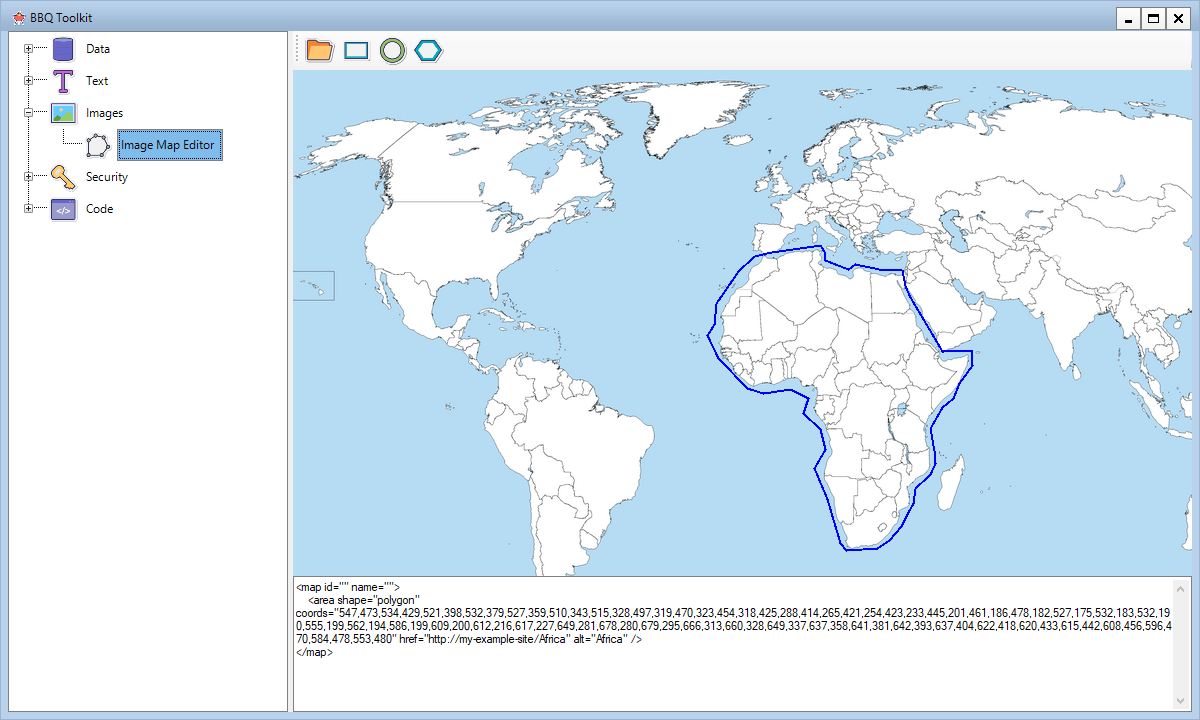 BBQ Toolkit
Data
Text
Images
Image Map Editor
Security
Code
</>
<map id="" name="">
<area shape="polygon"
coords="547,473,534,429,521,398,532,379,527,359,510,343,515,328,497,319,470,323,454,318,425,288,414,265,421,254,423,233,445,201,461,186,478,182,527,175,532,183,532,19
0,555,199,562,194,586,199,609,200,612,216,617,227,649,281,678,280,679,295,666,313,660,328,649,337,637,358,641,381,642,393,637,404,622,418,620,433,615,442,608,456,596,4
70,584,478,553,480" href="http://my-example-site/Africa" alt="Africa" />
</map>